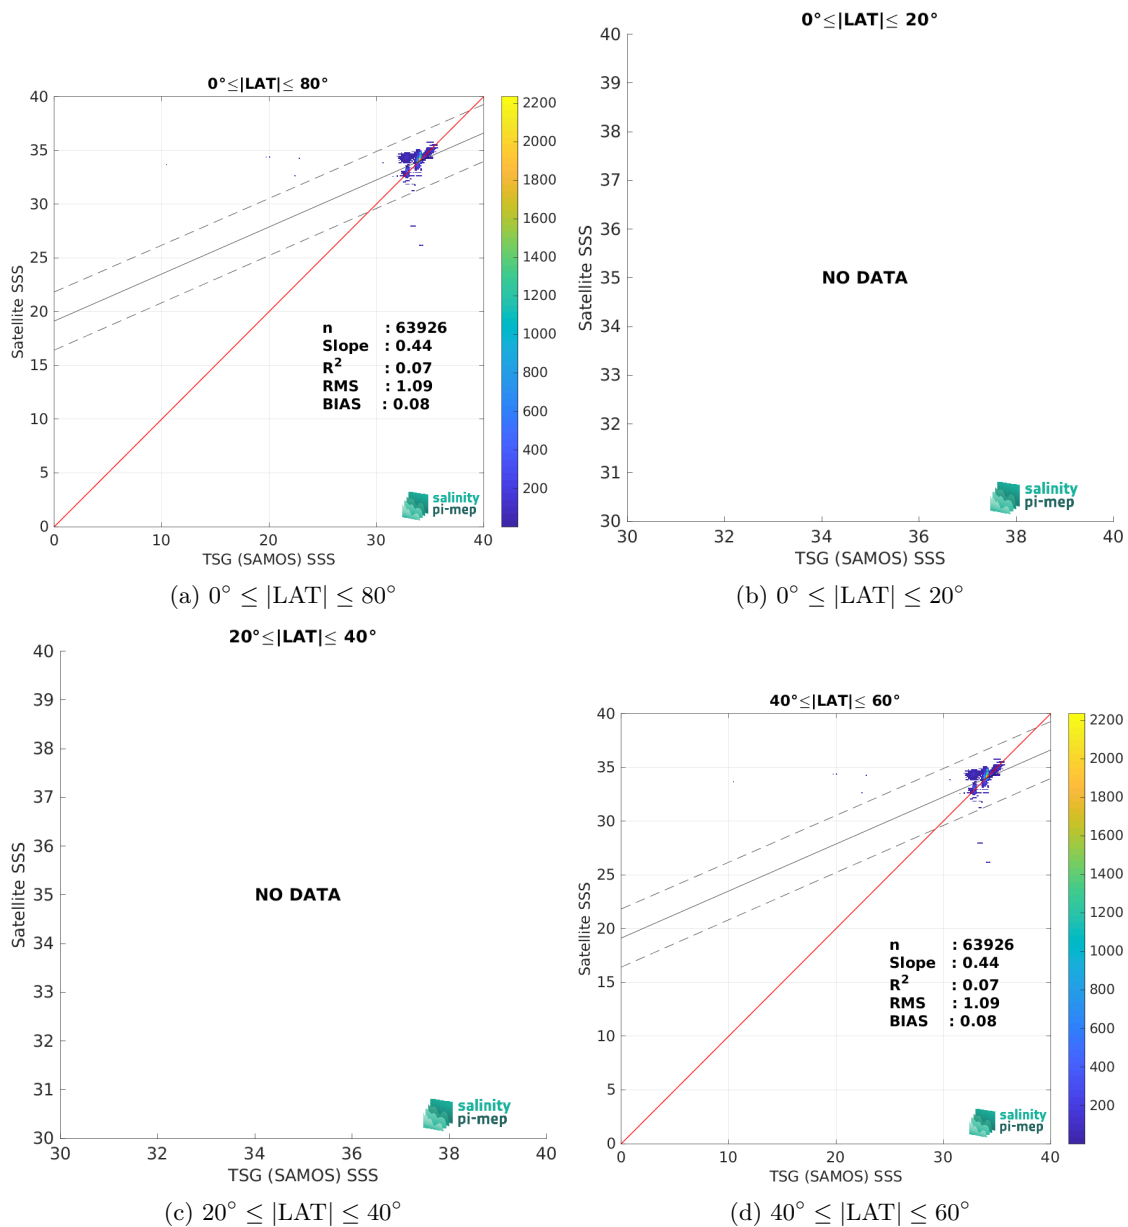 0°≤|LAT|≤ 80°
40
35
30
25
20
15
10
5
0
0 10 20 30 40
Satellite SSS
TSG (SAMOS) SSS
n : 63926
Slope : 0.44
R² : 0.07
RMS : 1.09
BIAS : 0.08
2200
2000
1800
1600
1400
1200
1000
800
600
400
200
salinity
pi-mep
(a) 0° ≤ |LAT| ≤ 80°
0°≤|LAT|≤ 20°
40
39
38
37
36
35
34
33
32
31
30
30 32 34 36 38 40
Satellite SSS
NO DATA
TSG (SAMOS) SSS
salinity
pi-mep
(b) 0° ≤ |LAT| ≤ 20°
20°≤|LAT|≤ 40°
40
39
38
37
36
35
34
33
32
31
30
30 32 34 36 38 40
Satellite SSS
NO DATA
TSG (SAMOS) SSS
salinity
pi-mep
(c) 20° ≤ |LAT| ≤ 40°
40°≤|LAT|≤ 60°
40
35
30
25
20
15
10
5
0
0 10 20 30 40
Satellite SSS
TSG (SAMOS) SSS
n : 63926
Slope : 0.44
R² : 0.07
RMS : 1.09
BIAS : 0.08
2200
2000
1800
1600
1400
1200
1000
800
600
400
200
salinity
pi-mep
(d) 40° ≤ |LAT| ≤ 60°